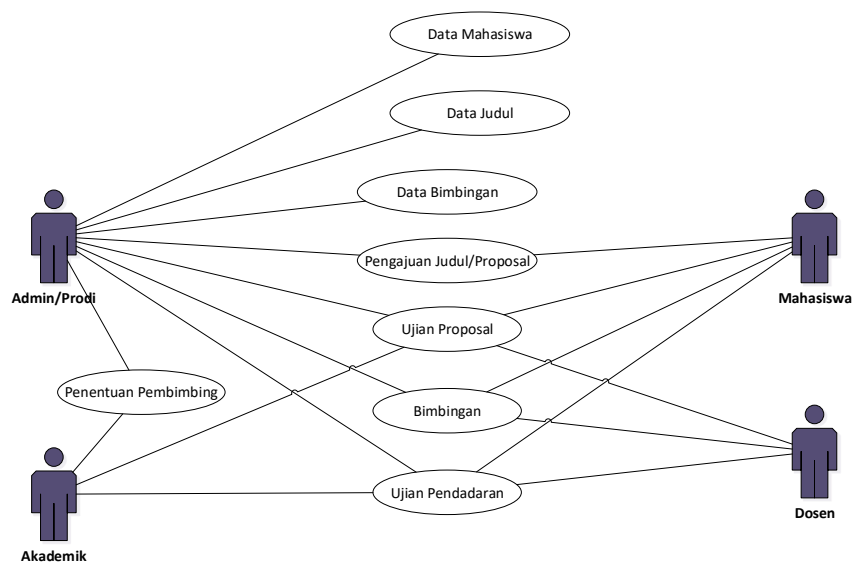 Data Mahasiswa
Data Judul
Data Bimbingan
Pengajuan Judul/Proposal
Admin/Prodi
Mahasiswa
Ujian Proposal
Penentuan Pembimbing
Bimbingan
Ujian Pendadaran
Dosen
Akademik